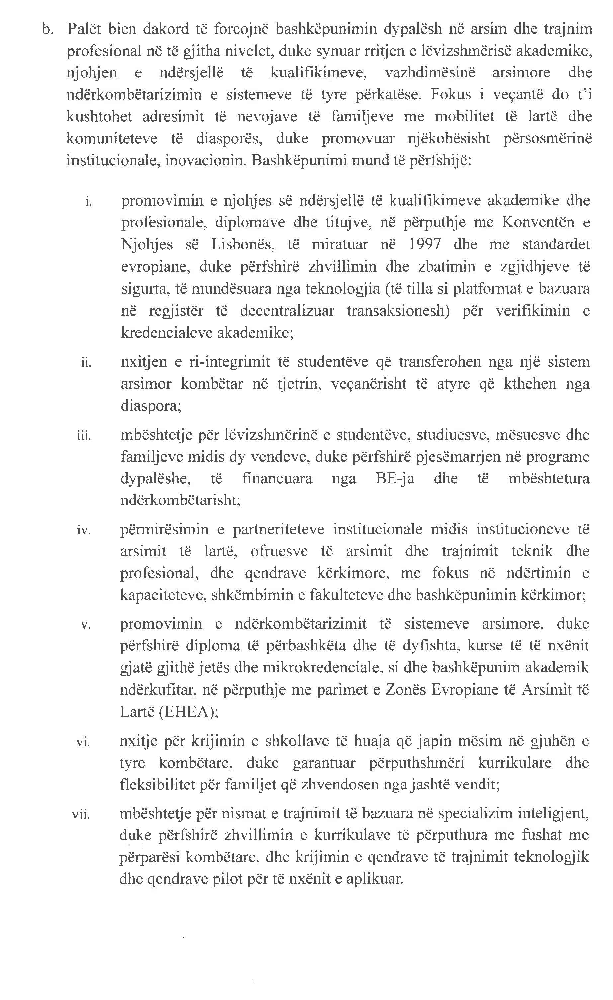 b. Palët bien dakord të forcojnë bashkëpunimin dypalësh në arsim dhe trajnim
profesional në të gjitha nivelet, duke synuar rritjen e lëvizshmërisë akademike,
njohjen e ndërsjellë të kualifikimeve, vazhdimësinë arsimore dhe
ndërkombëtarizimin e sistemeve të tyre përkatëse. Fokus i veçantë do t’i
kushtohet adresimit të nevojave të familjeve me mobilitet të lartë dhe
komuniteteve të diasporës, duke promovuar njëkohësisht përsosmërinë
institucionale, inovacionin. Bashkëpunimi mund të përfshijë:
i. promovimin e njohjes së ndërsjellë të kualifikimeve akademike dhe
profesionale, diplomave dhe titujve, në përputhje me Konventën e
Njohjes së Lisbonës, të miratuar në 1997 dhe me standardet
evropiane, duke përfshirë zhvillimin dhe zbatimin e zgjidhjeve të
sigurta, të mundësuara nga teknologjia (të tilla si platformat e bazuara
në regjistër të decentralizuar transaksionesh) për verifikimin e
kredencialeve akademike;
ii. nxitjen e ri-integrimit të studentëve që transferohen nga një sistem
arsimor kombëtar në tjetrin, veçanërisht të atyre që kthehen nga
diaspora;
iii. mbështetje për lëvizshmërinë e studentëve, studiuesve, mësuesve dhe
familjeve midis dy vendeve, duke përfshirë pjesëmarrjen në programe
dypalëshe, të financuara nga BE-ja dhe të mbështetura
ndërkombëtarisht;
iv. përmirësimin e partneriteteve institucionale midis institucioneve të
arsimit të lartë, ofruesve të arsimit dhe trajnimit teknik dhe
profesional, dhe qendrave kërkimore, me fokus në ndërtimin e
kapaciteteve, shkëmbimin e fakulteteve dhe bashkëpunimin kërkimor;
v. promovimin e ndërkombëtarizimit të sistemeve arsimore, duke
përfshirë diploma të përbashkëta dhe të dyfishta, kurse të të nxënit
gjatë gjithë jetës dhe mikrokredenciale, si dhe bashkëpunim akademik
ndërkufitar, në përputhje me parimet e Zonës Evropiane të Arsimit të
Lartë (EHEA);
vi. nxitje për krijimin e shkollave të huaja që japin mësim në gjuhën e
tyre kombëtare, duke garantuar përputhshmëri kurrikulare dhe
fleksibilitet për familjet që zhvendosen nga jashtë vendit;
vii. mbështetje për nismat e trajnimit të bazuara në specializim inteligjent,
duke përfshirë zhvillimin e kurrikulave të përputhura me fushat me
përparësi kombëtare, dhe krijimin e qendrave të trajnimit teknologjik
dhe qendrave pilot për të nxënit e aplikuar.